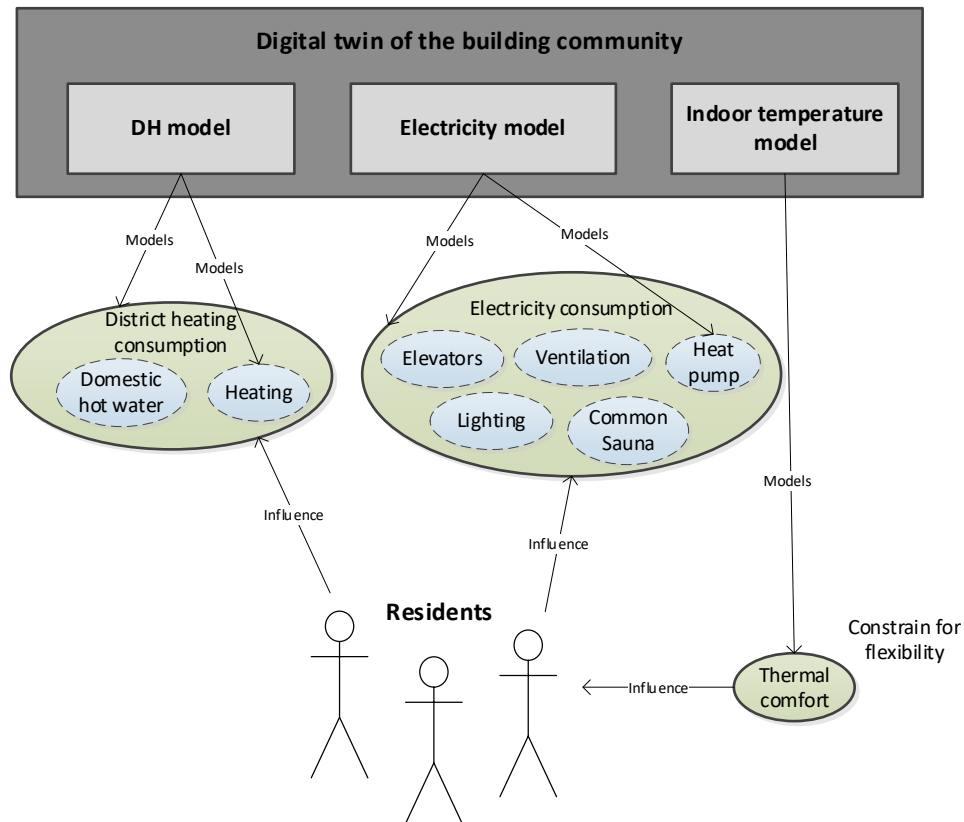 Digital twin of the building community
DH model
Electricity model
Indoor temperature
model
Models
Models
Models
Models
District heating
consumption
Domestic
hot water
Heating
Electricity consumption
Elevators
Ventilation
Heat
pump
Lighting
Common
Sauna
Models
Influence
Influence
Residents
Constrain for
flexibility
Thermal
comfort
Influence